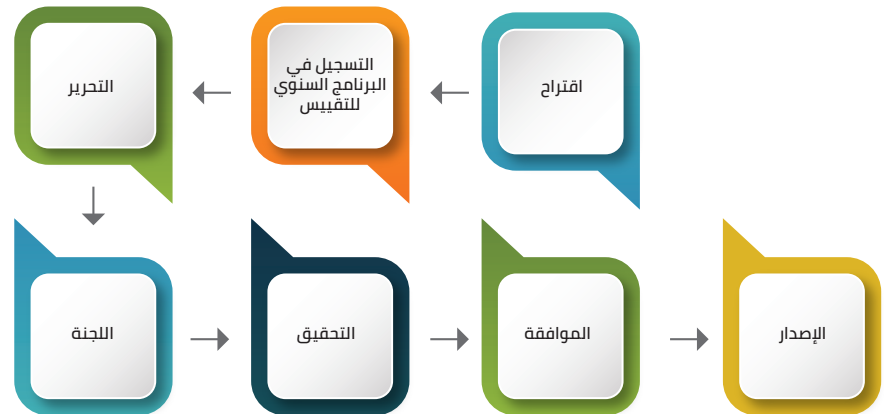 اقتراح
التسجيل في
البرنامج السنوي
للتقييس
التحرير
اللجنة
التحقيق
الموافقة
الإصدار